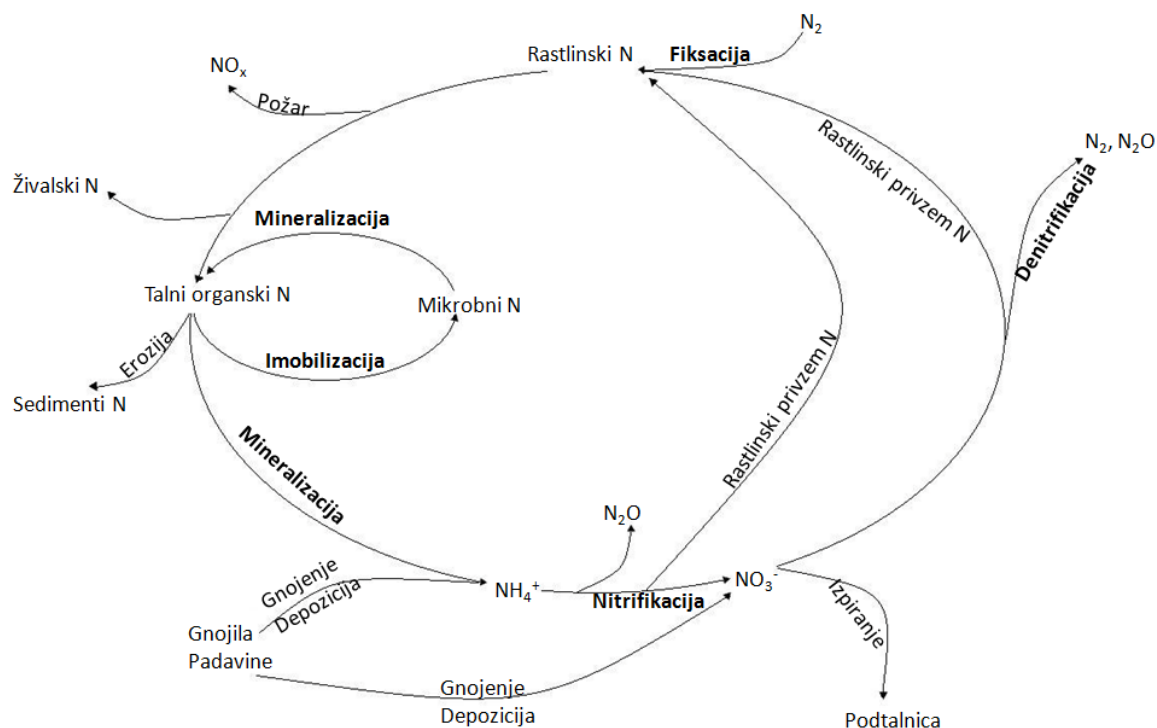 N₂
Rastlinski N
Fiksacija
NOₓ
Požar
Rastlinski privzem N
N₂, N₂O
Denitrifikacija
Živalski N
Mineralizacija
Talni organski N
Mikrobni N
Imobilizacija
Erozija
Sedimenti N
Rastlinski privzem N
Mineralizacija
N₂O
NH₄⁺
Nitrifikacija
NO₃⁻
Gnojenje
Depozicija
Izpiranje
Gnojila
Padavine
Gnojenje
Depozicija
Podtalnica